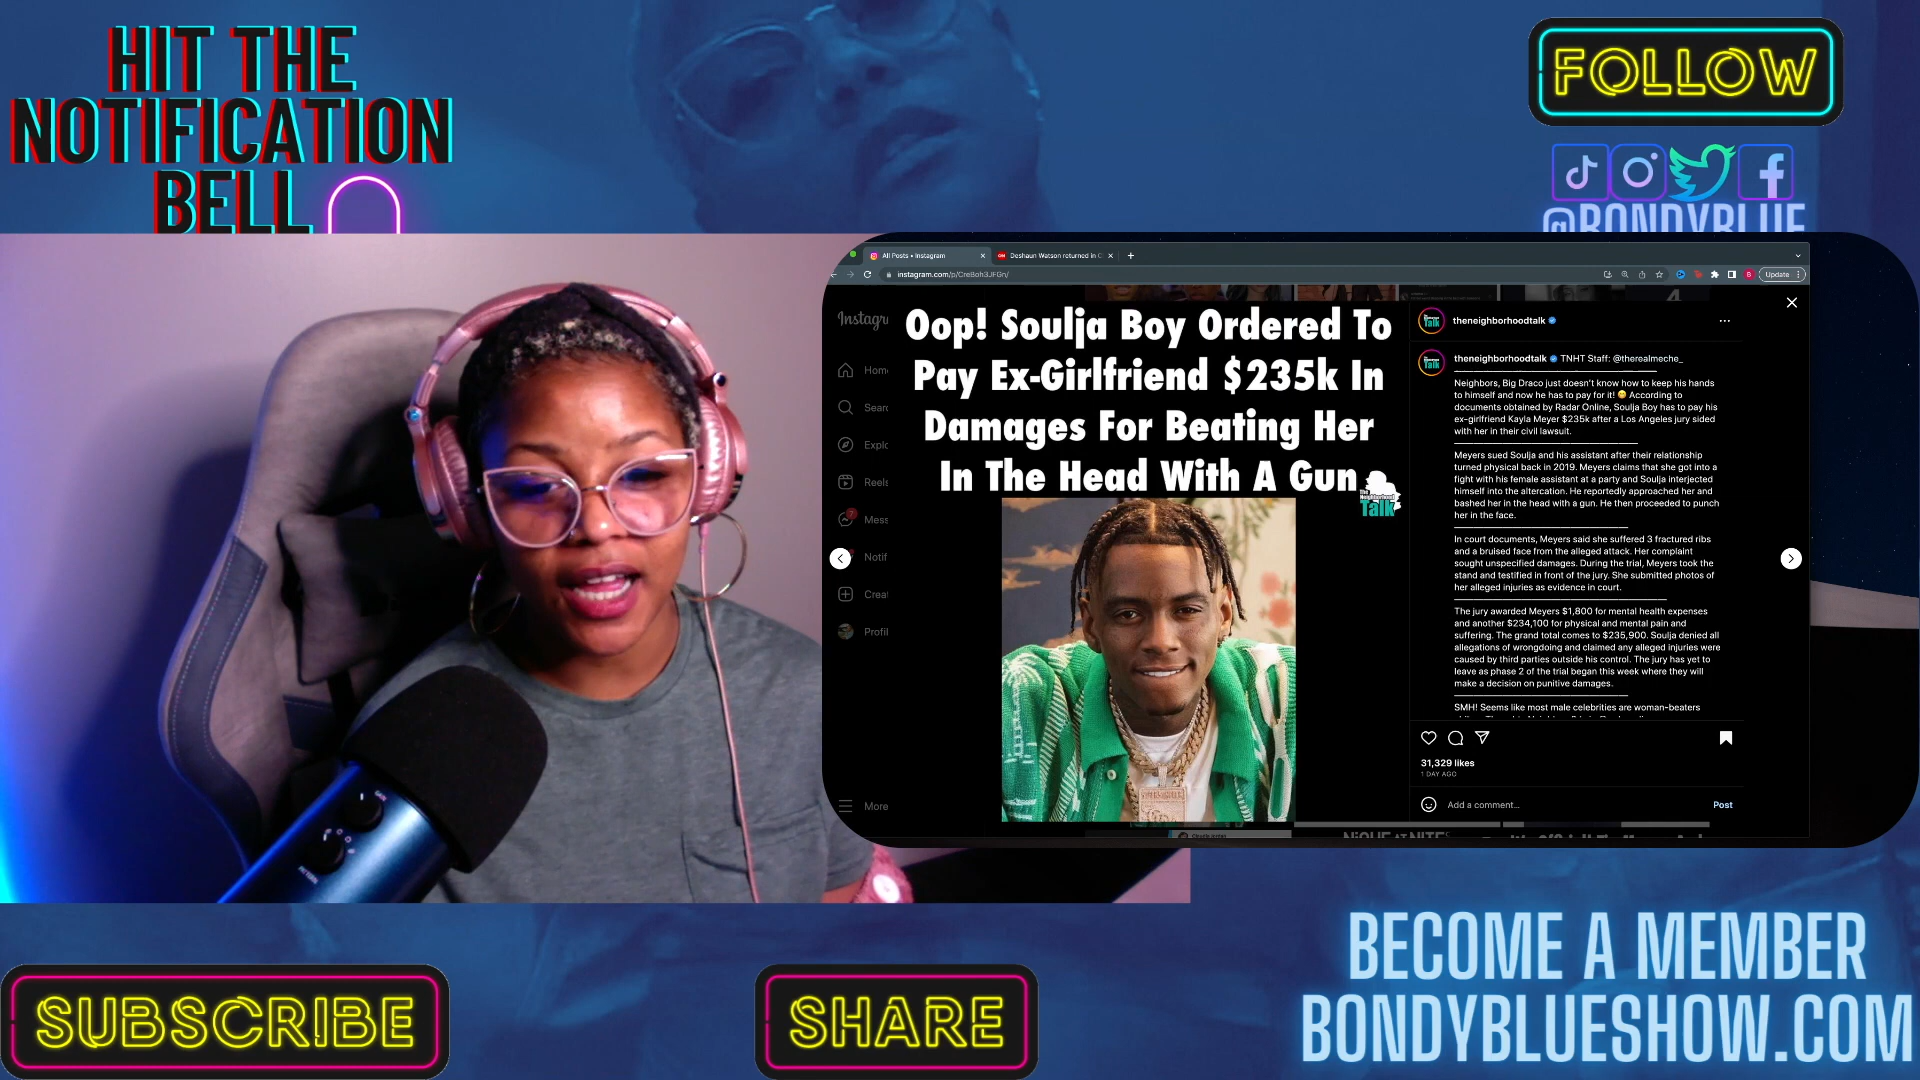 HIT THE
NOTIFICATION
BELL
FOLLOW
@BONDYBLUE
All Posts • Instagram
Deshaun Watson returned in C
instagram.com/p/CreBoh3JFGn/
Update
Instagr
Home
Searc
Explo
Reels
7
Mess
Notif
Creat
Profil
More
Oop! Soulja Boy Ordered To
Pay Ex-Girlfriend $235k In
Damages For Beating Her
In The Head With A Gun
The Neighborhood
Talk
theneighborhoodtalk
theneighborhoodtalk TNHT Staff: @therealmeche_
Neighbors, Big Draco just doesn't know how to keep his hands
to himself and now he has to pay for it! 😩 According to
documents obtained by Radar Online, Soulja Boy has to pay his
ex-girlfriend Kayla Meyer $235k after a Los Angeles jury sided
with her in their civil lawsuit.
Meyers sued Soulja and his assistant after their relationship
turned physical back in 2019. Meyers claims that she got into a
fight with his female assistant at a party and Soulja interjected
himself into the altercation. He reportedly approached her and
bashed her in the head with a gun. He then proceeded to punch
her in the face.
In court documents, Meyers said she suffered 3 fractured ribs
and a bruised face from the alleged attack. Her complaint
sought unspecified damages. During the trial, Meyers took the
stand and testified in front of the jury. She submitted photos of
her alleged injuries as evidence in court.
The jury awarded Meyers $1,800 for mental health expenses
and another $234,100 for physical and mental pain and
suffering. The grand total comes to $235,900. Soulja denied all
allegations of wrongdoing and claimed any alleged injuries were
caused by third parties outside his control. The jury has yet to
leave as phase 2 of the trial began this week where they will
make a decision on punitive damages.
SMH! Seems like most male celebrities are woman-beaters
31,329 likes
1 DAY AGO
Add a comment...
Post
SUBSCRIBE
SHARE
BECOME A MEMBER
BONDYBLUESHOW.COM